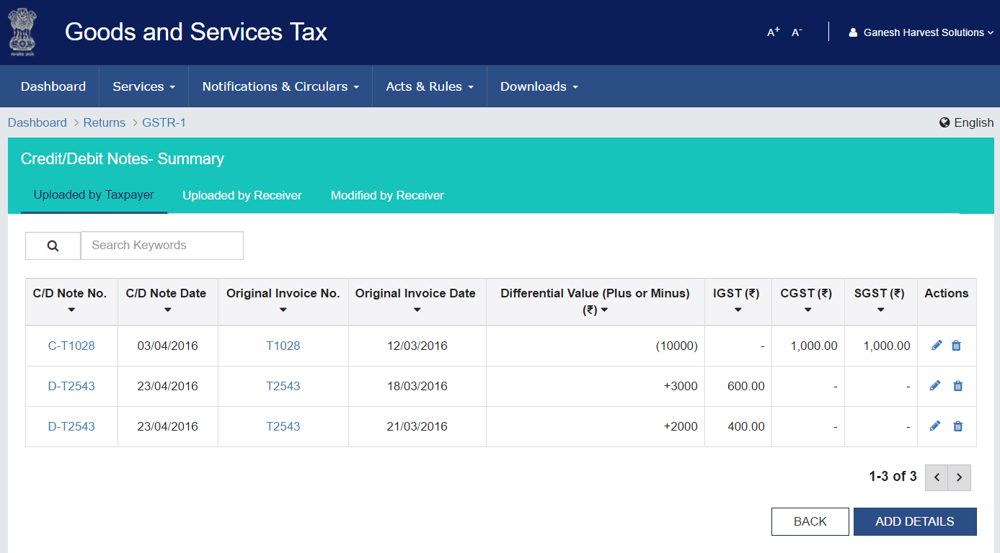 Goods and Services Tax
A+ A-
Ganesh Harvest Solutions
Dashboard Services Notifications & Circulars Acts & Rules Downloads
Dashboard > Returns > GSTR-1
English
Credit/Debit Notes- Summary
Uploaded by Taxpayer Uploaded by Receiver Modified by Receiver
Search Keywords
C/D Note No. C/D Note Date Original Invoice No. Original Invoice Date Differential Value (Plus or Minus) (₹) IGST (₹) CGST (₹) SGST (₹) Actions
C-T1028 03/04/2016 T1028 12/03/2016 (10000) - 1,000.00 1,000.00
D-T2543 23/04/2016 T2543 18/03/2016 +3000 600.00 - -
D-T2543 23/04/2016 T2543 21/03/2016 +2000 400.00 - -
1-3 of 3 < >
BACK ADD DETAILS